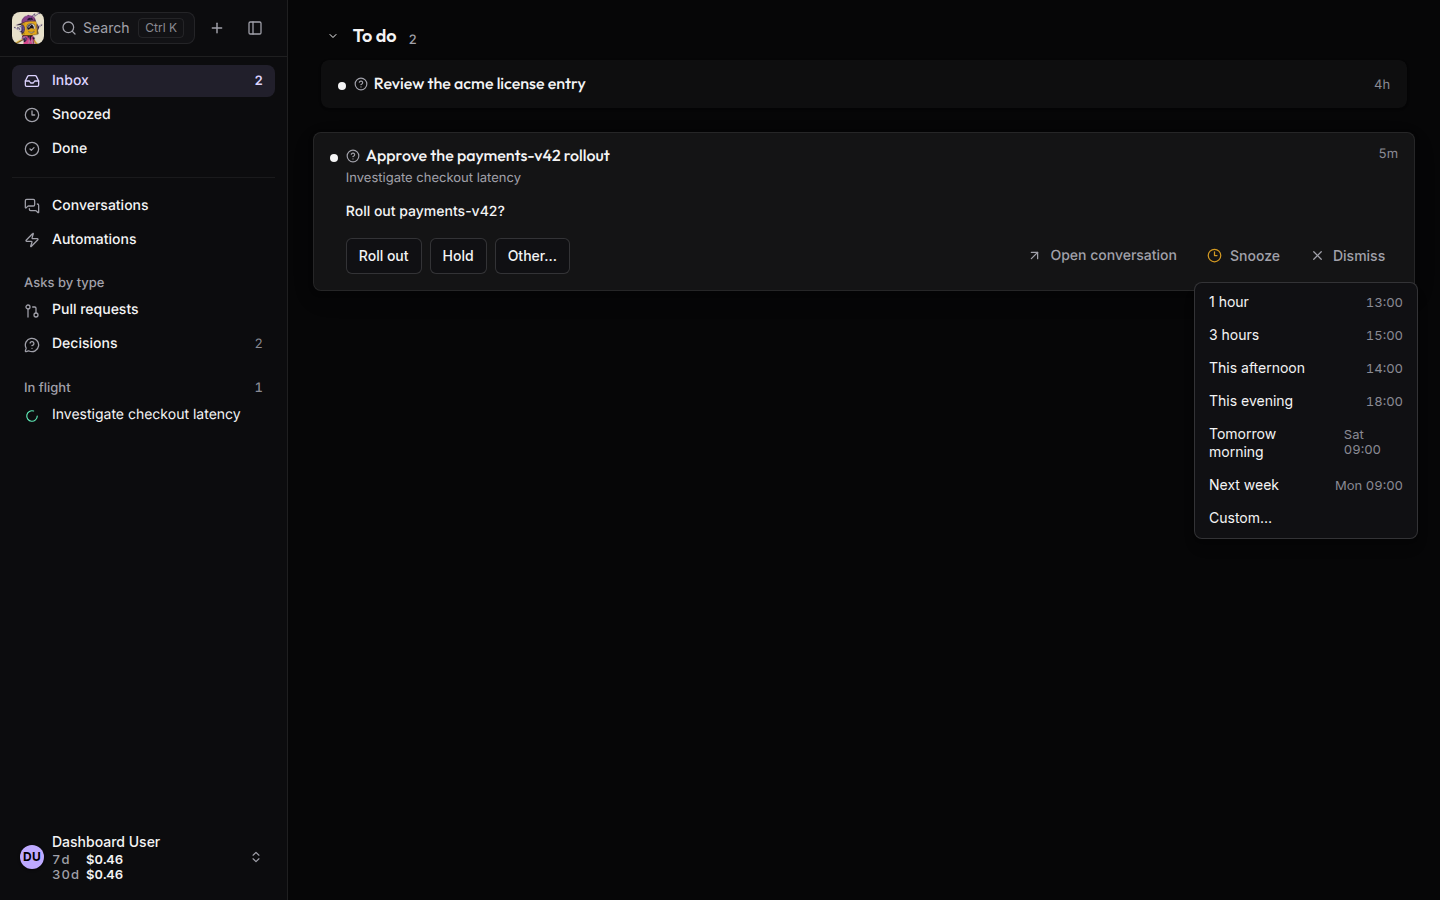 Search Ctrl K
Inbox 2
Snoozed
Done
Conversations
Automations
Asks by type
Pull requests
Decisions 2
In flight 1
Investigate checkout latency
DU Dashboard User
7d $0.46
30d $0.46
To do 2
Review the acme license entry 4h
Approve the payments-v42 rollout 5m
Investigate checkout latency
Roll out payments-v42?
Roll out Hold Other... Open conversation Snooze Dismiss
1 hour 13:00
3 hours 15:00
This afternoon 14:00
This evening 18:00
Tomorrow Sat
morning 09:00
Next week Mon 09:00
Custom...